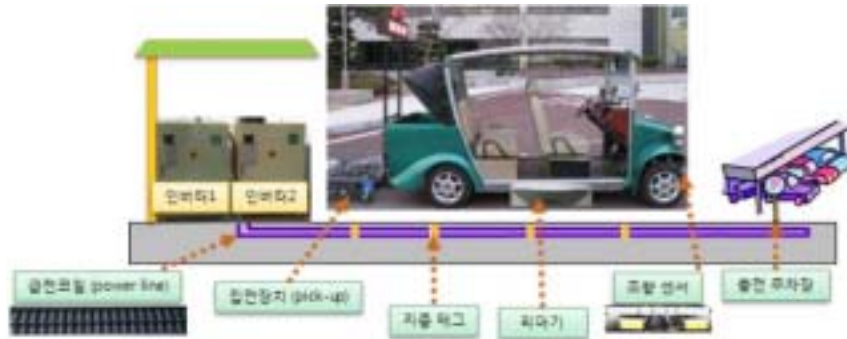 인버터1
인버터2
급전코일 (power line)
집전장치 (pick-up)
지중 태그
리더기
조향 센서
충전 주차장